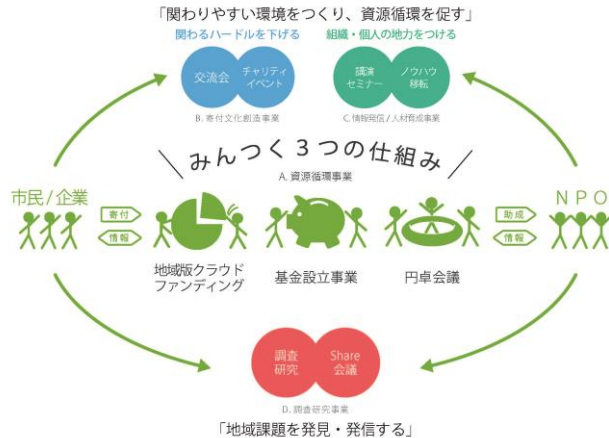 「関わりやすい環境をつくり、資源循環を促す」
関わるハードルを下げる
組織・個人の地力をつける
交流会
チャリティ
イベント
講演
セミナー
ノウハウ
移転
B. 寄付文化創造事業
C. 情報発信 / 人材育成事業
みんつく3つの仕組み
A. 資源循環事業
市民/企業
寄付
情報
NPO
助成
情報
地域版クラウド
ファンディング
基金設立事業
円卓会議
調査
研究
Share
会議
D. 調査研究事業
「地域課題を発見・発信する」